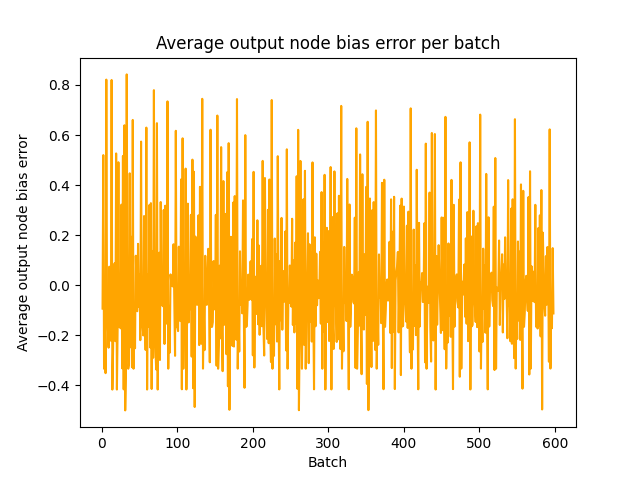 Average output node bias error per batch
Average output node bias error
0.8
0.6
0.4
0.2
0.0
−0.2
−0.4
0 100 200 300 400 500 600
Batch